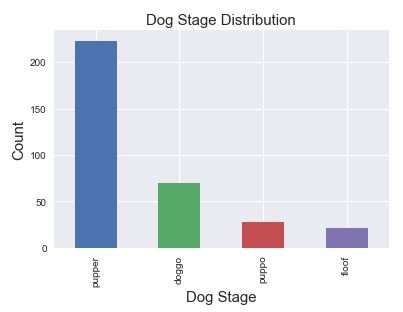 Dog Stage Distribution
Count
200
150
100
50
0
pupper
doggo
puppo
floof
Dog Stage